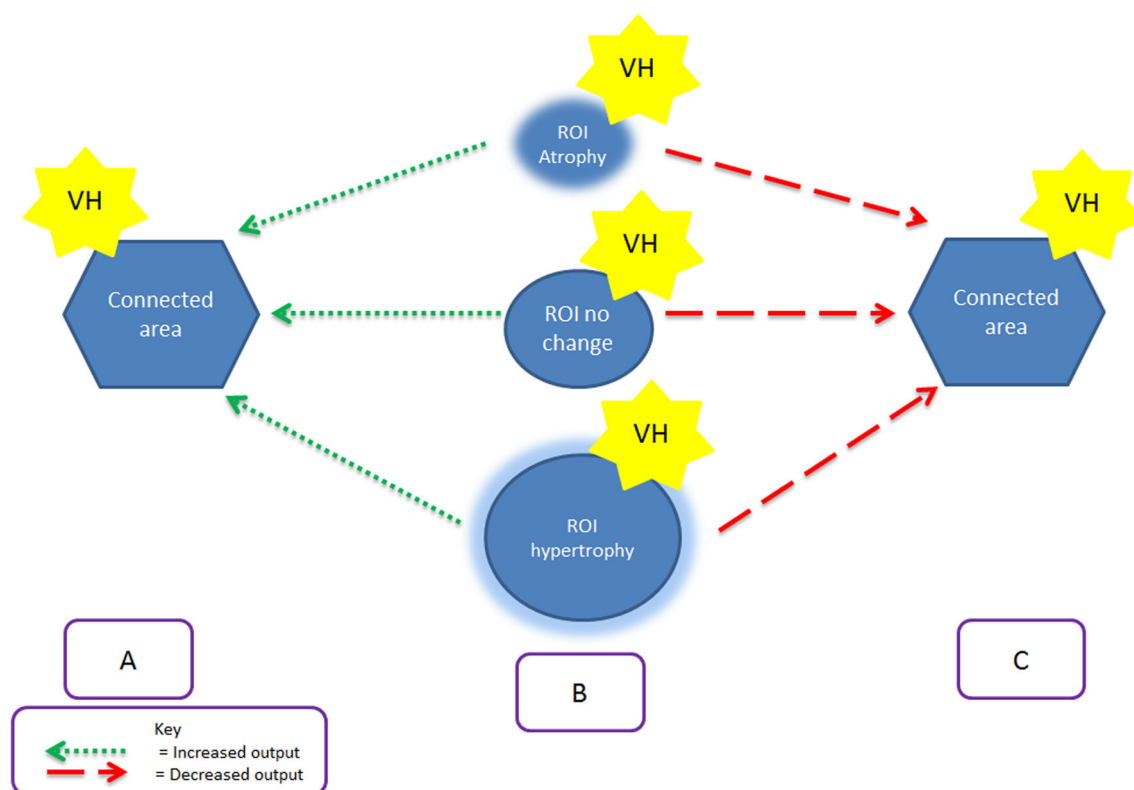 VH
ROI
Atrophy
VH
VH
VH
Connected
area
ROI no
change
Connected
area
VH
ROI
hypertrophy
A
B
C
Key
= Increased output
= Decreased output